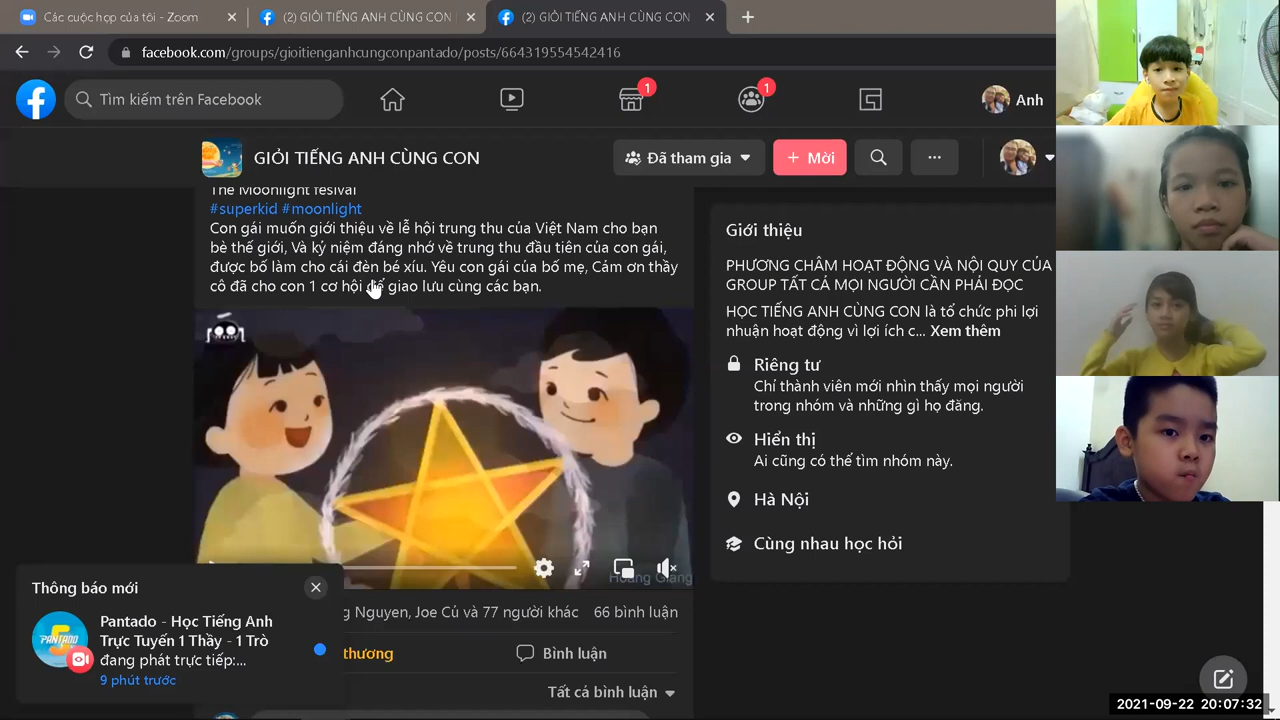 Các cuộc họp của tôi - Zoom
(2) GIỎI TIẾNG ANH CÙNG CON
(2) GIỎI TIẾNG ANH CÙNG CON
facebook.com/groups/gioitienganhcungconpantado/posts/664319554542416
Tìm kiếm trên Facebook
1
1
Anh
GIỎI TIẾNG ANH CÙNG CON
Đã tham gia
+ Mời
The Moonlight fesival
#superkid #moonlight
Con gái muốn giới thiệu về lễ hội trung thu của Việt Nam cho bạn
bè thế giới, Và kỷ niệm đáng nhớ về trung thu đầu tiên của con gái,
được bố làm cho cái đèn bé xíu. Yêu con gái của bố mẹ, Cảm ơn thầy
cô đã cho con 1 cơ hội để giao lưu cùng các bạn.
Giới thiệu
PHƯƠNG CHÂM HOẠT ĐỘNG VÀ NỘI QUY CỦA
GROUP TẤT CẢ MỌI NGƯỜI CẦN PHẢI ĐỌC
HỌC TIẾNG ANH CÙNG CON là tổ chức phi lợi
nhuận hoạt động vì lợi ích c... Xem thêm
Riêng tư
Chỉ thành viên mới nhìn thấy mọi người
trong nhóm và những gì họ đăng.
Hiển thị
Ai cũng có thể tìm nhóm này.
Hà Nội
Cùng nhau học hỏi
Hoàng Giang
g Nguyen, Joe Củ và 77 người khác
66 bình luận
thương
Bình luận
Tất cả bình luận
Thông báo mới
Pantado - Học Tiếng Anh
Trực Tuyến 1 Thầy - 1 Trò
đang phát trực tiếp:...
9 phút trước
PANTADO
2021-09-22 20:07:32